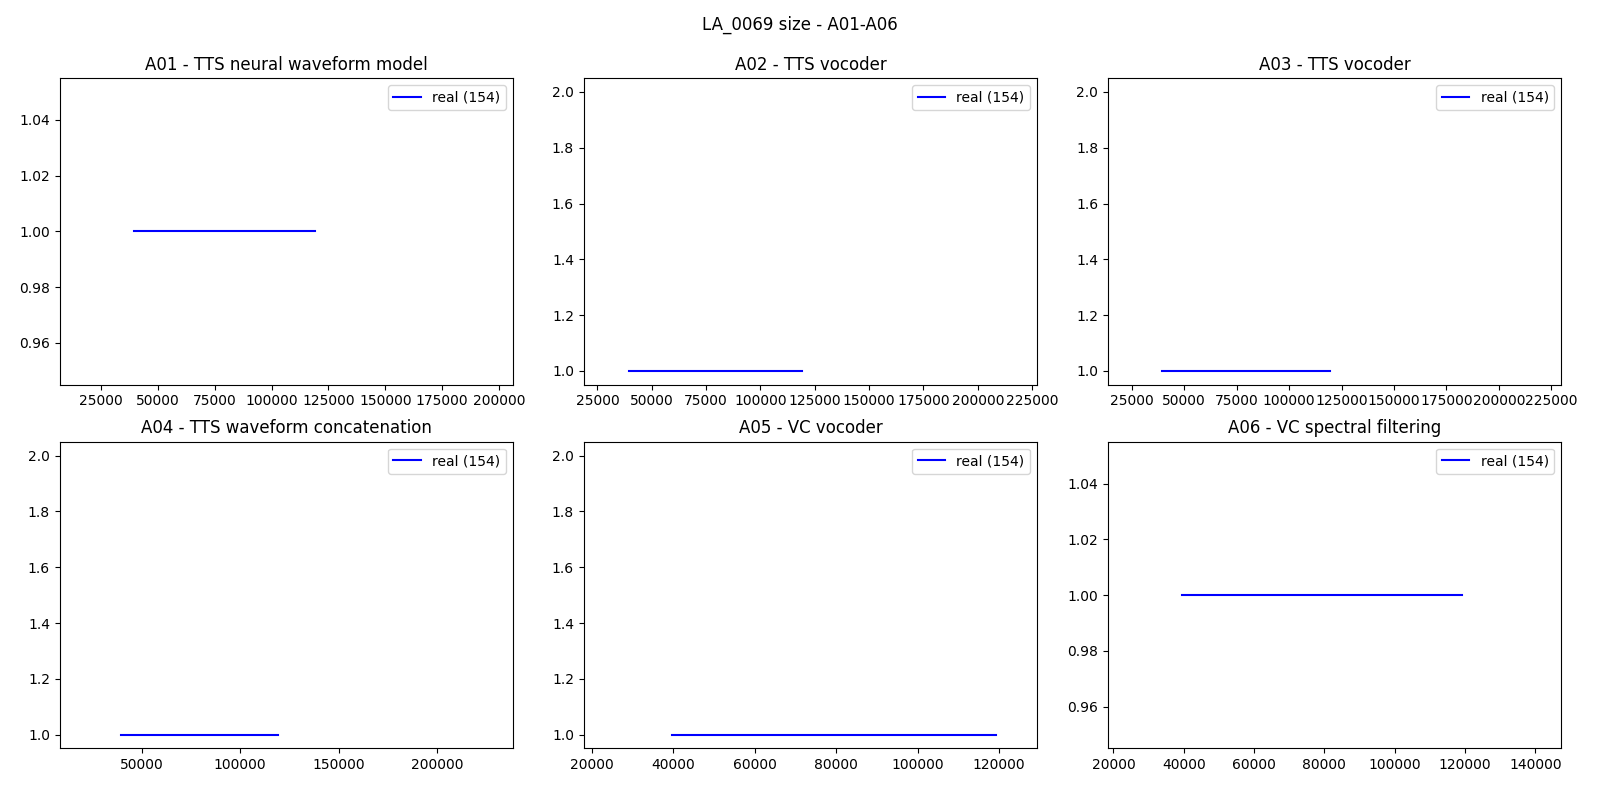 LA_0069 size - A01-A06
A01 - TTS neural waveform model
real (154)
1.04
1.02
1.00
0.98
0.96
25000 50000 75000 100000 125000 150000 175000 200000
A02 - TTS vocoder
real (154)
2.0
1.8
1.6
1.4
1.2
1.0
25000 50000 75000 100000 125000 150000 175000 200000 225000
A03 - TTS vocoder
real (154)
2.0
1.8
1.6
1.4
1.2
1.0
25000 50000 75000 100000 125000 150000 175000 200000 225000
A04 - TTS waveform concatenation
real (154)
2.0
1.8
1.6
1.4
1.2
1.0
50000 100000 150000 200000
A05 - VC vocoder
real (154)
2.0
1.8
1.6
1.4
1.2
1.0
20000 40000 60000 80000 100000 120000
A06 - VC spectral filtering
real (154)
1.04
1.02
1.00
0.98
0.96
20000 40000 60000 80000 100000 120000 140000